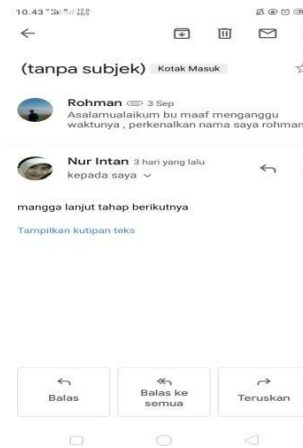 10.43
(tanpa subjek) Kotak Masuk
Rohman 3 Sep
Asalamualaikum bu maaf menganggu
waktunya , perkenalkan nama saya rohman
Nur Intan 3 hari yang lalu
kepada saya
mangga lanjut tahap berikutnya
Tampilkan kutipan teks
Balas
Balas ke
semua
Teruskan